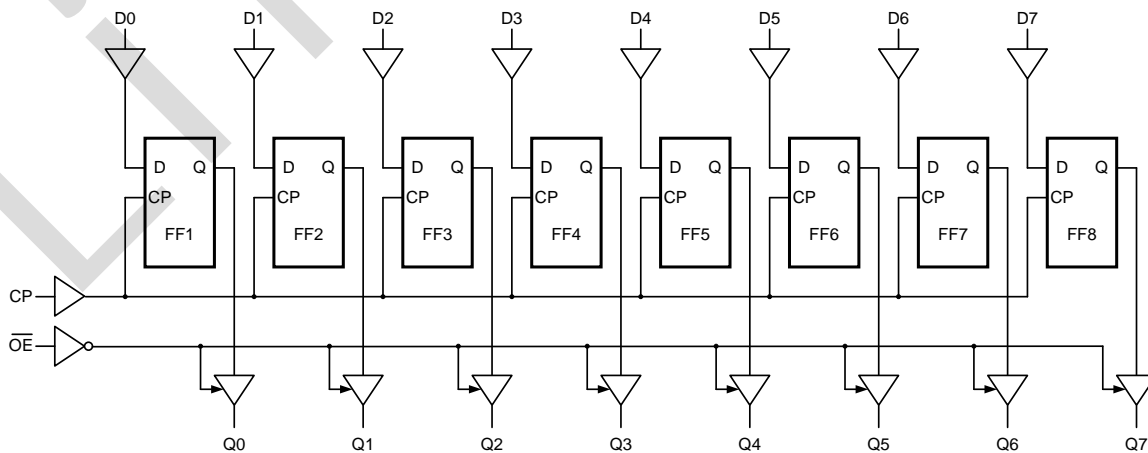 D0 D1 D2 D3 D4 D5 D6 D7
D Q D Q D Q D Q D Q D Q D Q D Q
CP CP CP CP CP CP CP CP
FF1 FF2 FF3 FF4 FF5 FF6 FF7 FF8
CP
OE
Q0 Q1 Q2 Q3 Q4 Q5 Q6 Q7